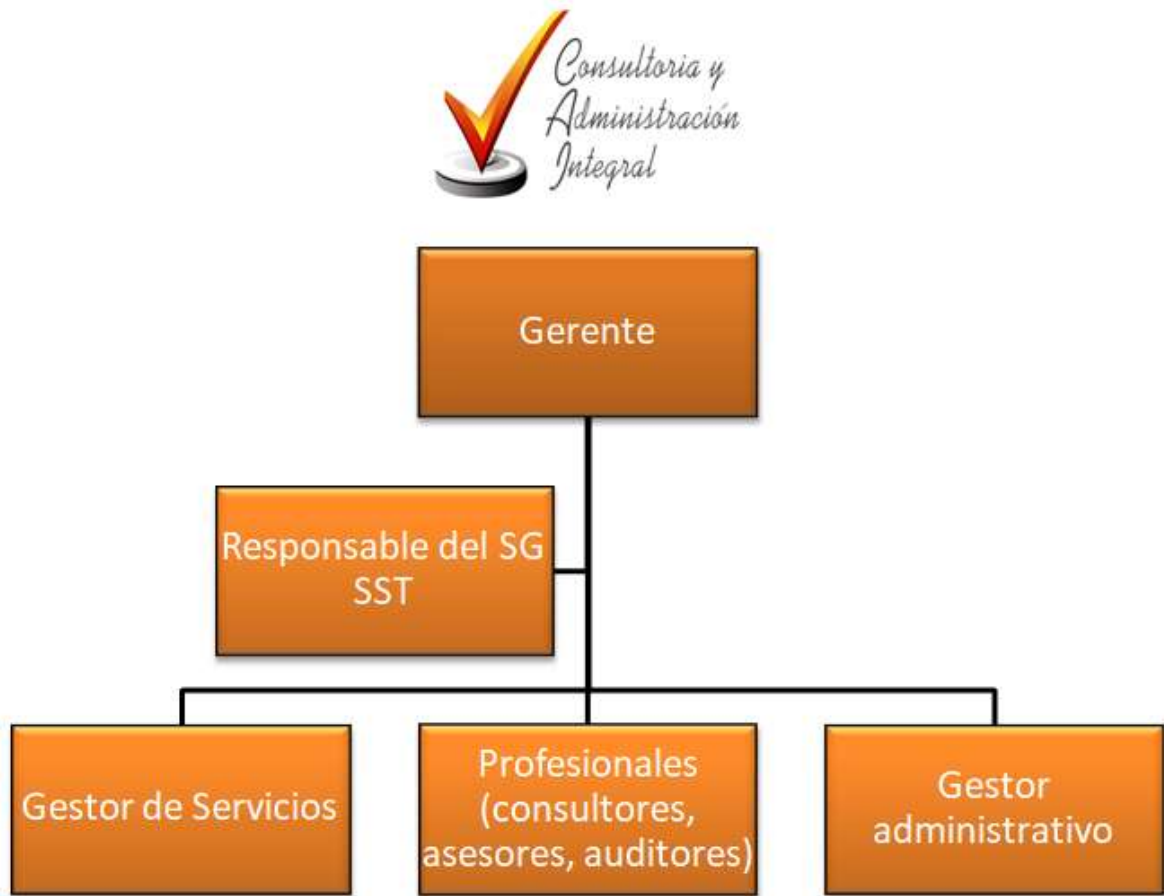 Consultoria y
Administración
Integral
Gerente
Responsable del SG
SST
Gestor de Servicios
Profesionales
(consultores,
asesores, auditores)
Gestor
administrativo